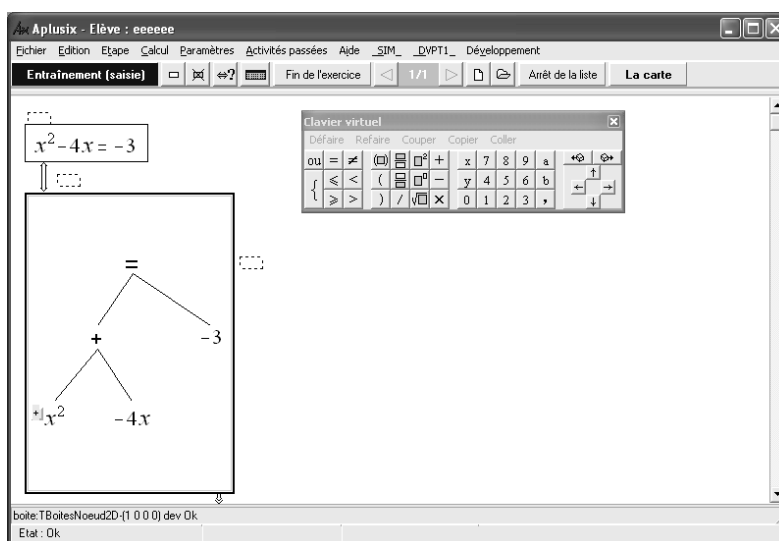 Aplusix - Elève : eeeeee
Fichier Edition Etape Calcul Paramètres Activités passées Aide _SIM_ _DVPT1_ Développement
Entraînement (saisie) ⇔? Fin de l'exercice 1/1 Arrêt de la liste La carte
x² - 4x = -3
Clavier virtuel
Défaire Refaire Couper Copier Coller
ou = ≠ (□) □² + x 7 8 9 a
{ ⩽ < ( □ − y 4 5 6 b ← ↑ →
⩾ > ) / √□ × 0 1 2 3 , ↓
=
+ -3
+ x² -4x
boite:TBoitesNoeud2D-(1 0 0 0) dev Ok
Etat : Ok